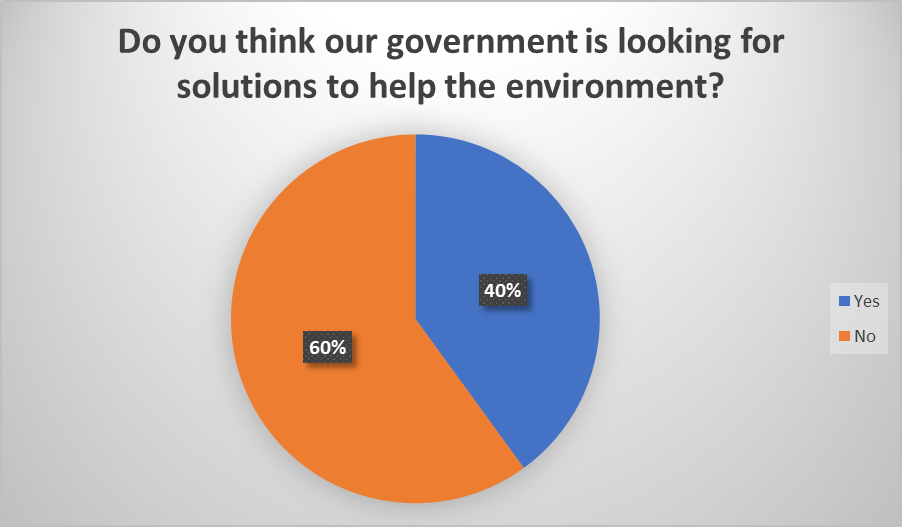 Do you think our government is looking for
solutions to help the environment?
40%
60%
Yes
No